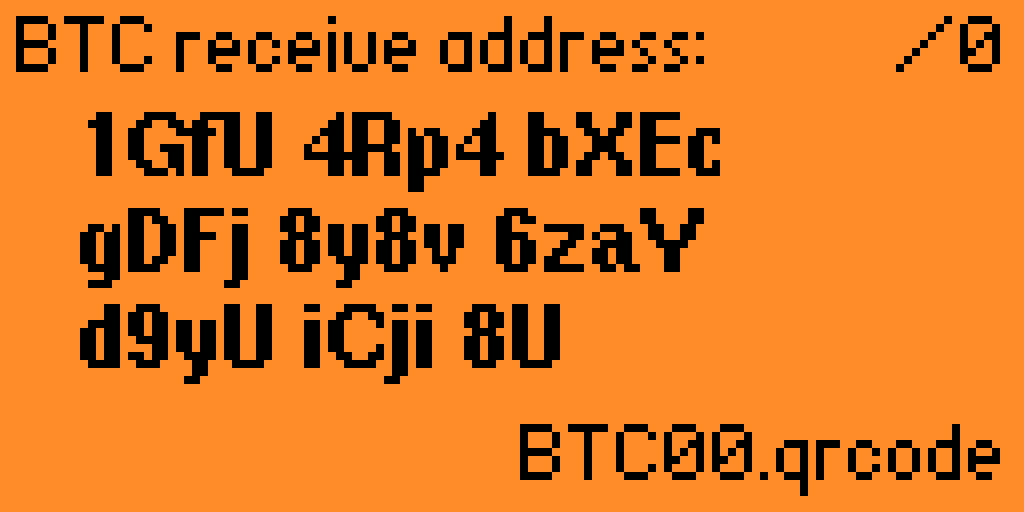 BTC receive address: /0
1GfU 4Rp4 bXEc
gDFj 8y8v 6zaY
d9yU iCji 8U
BTC00.qrcode